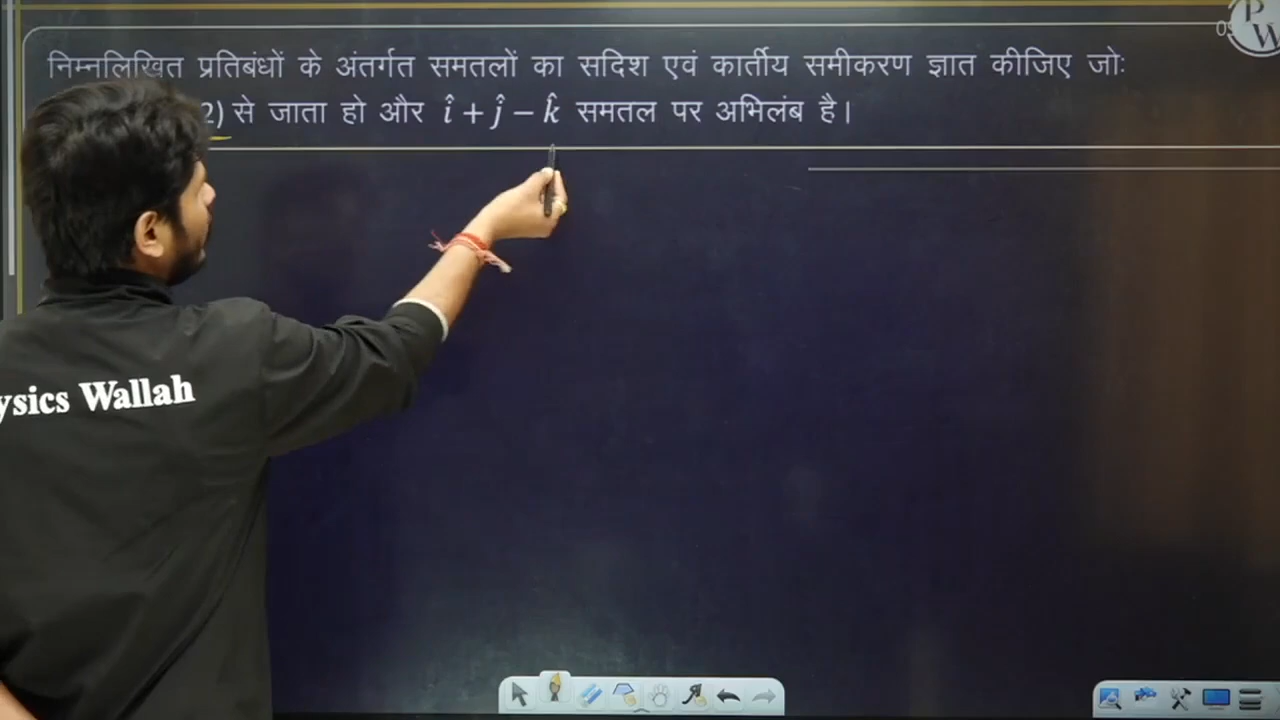 निम्नलिखित प्रतिबंधों के अंतर्गत समतलों का सदिश एवं कार्तीय समीकरण ज्ञात कीजिए जो:
2) से जाता हो और î + ĵ − k̂ समतल पर अभिलंब है।
ysics Wallah
P
W